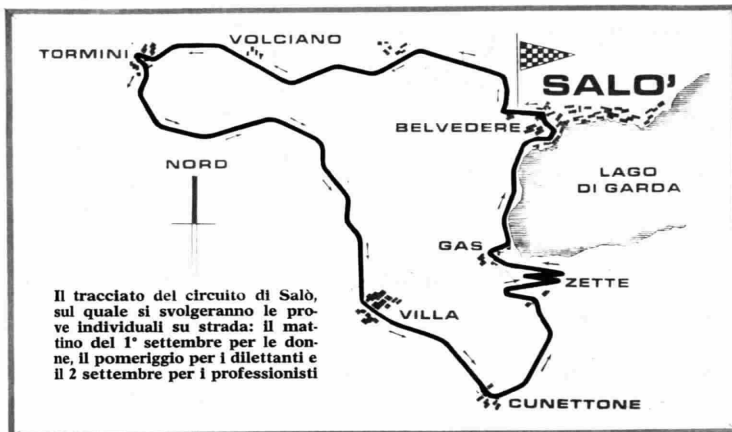 TORMINI
VOLCIANO
SALO'
BELVEDERE
NORD
LAGO
DI GARDA
GAS
ZETTE
VILLA
CUNETTONE
Il tracciato del circuito di Salò,
sul quale si svolgeranno le pro-
ve individuali su strada: il mat-
tino del 1° settembre per le don-
ne, il pomeriggio per i dilettanti e
il 2 settembre per i professionisti